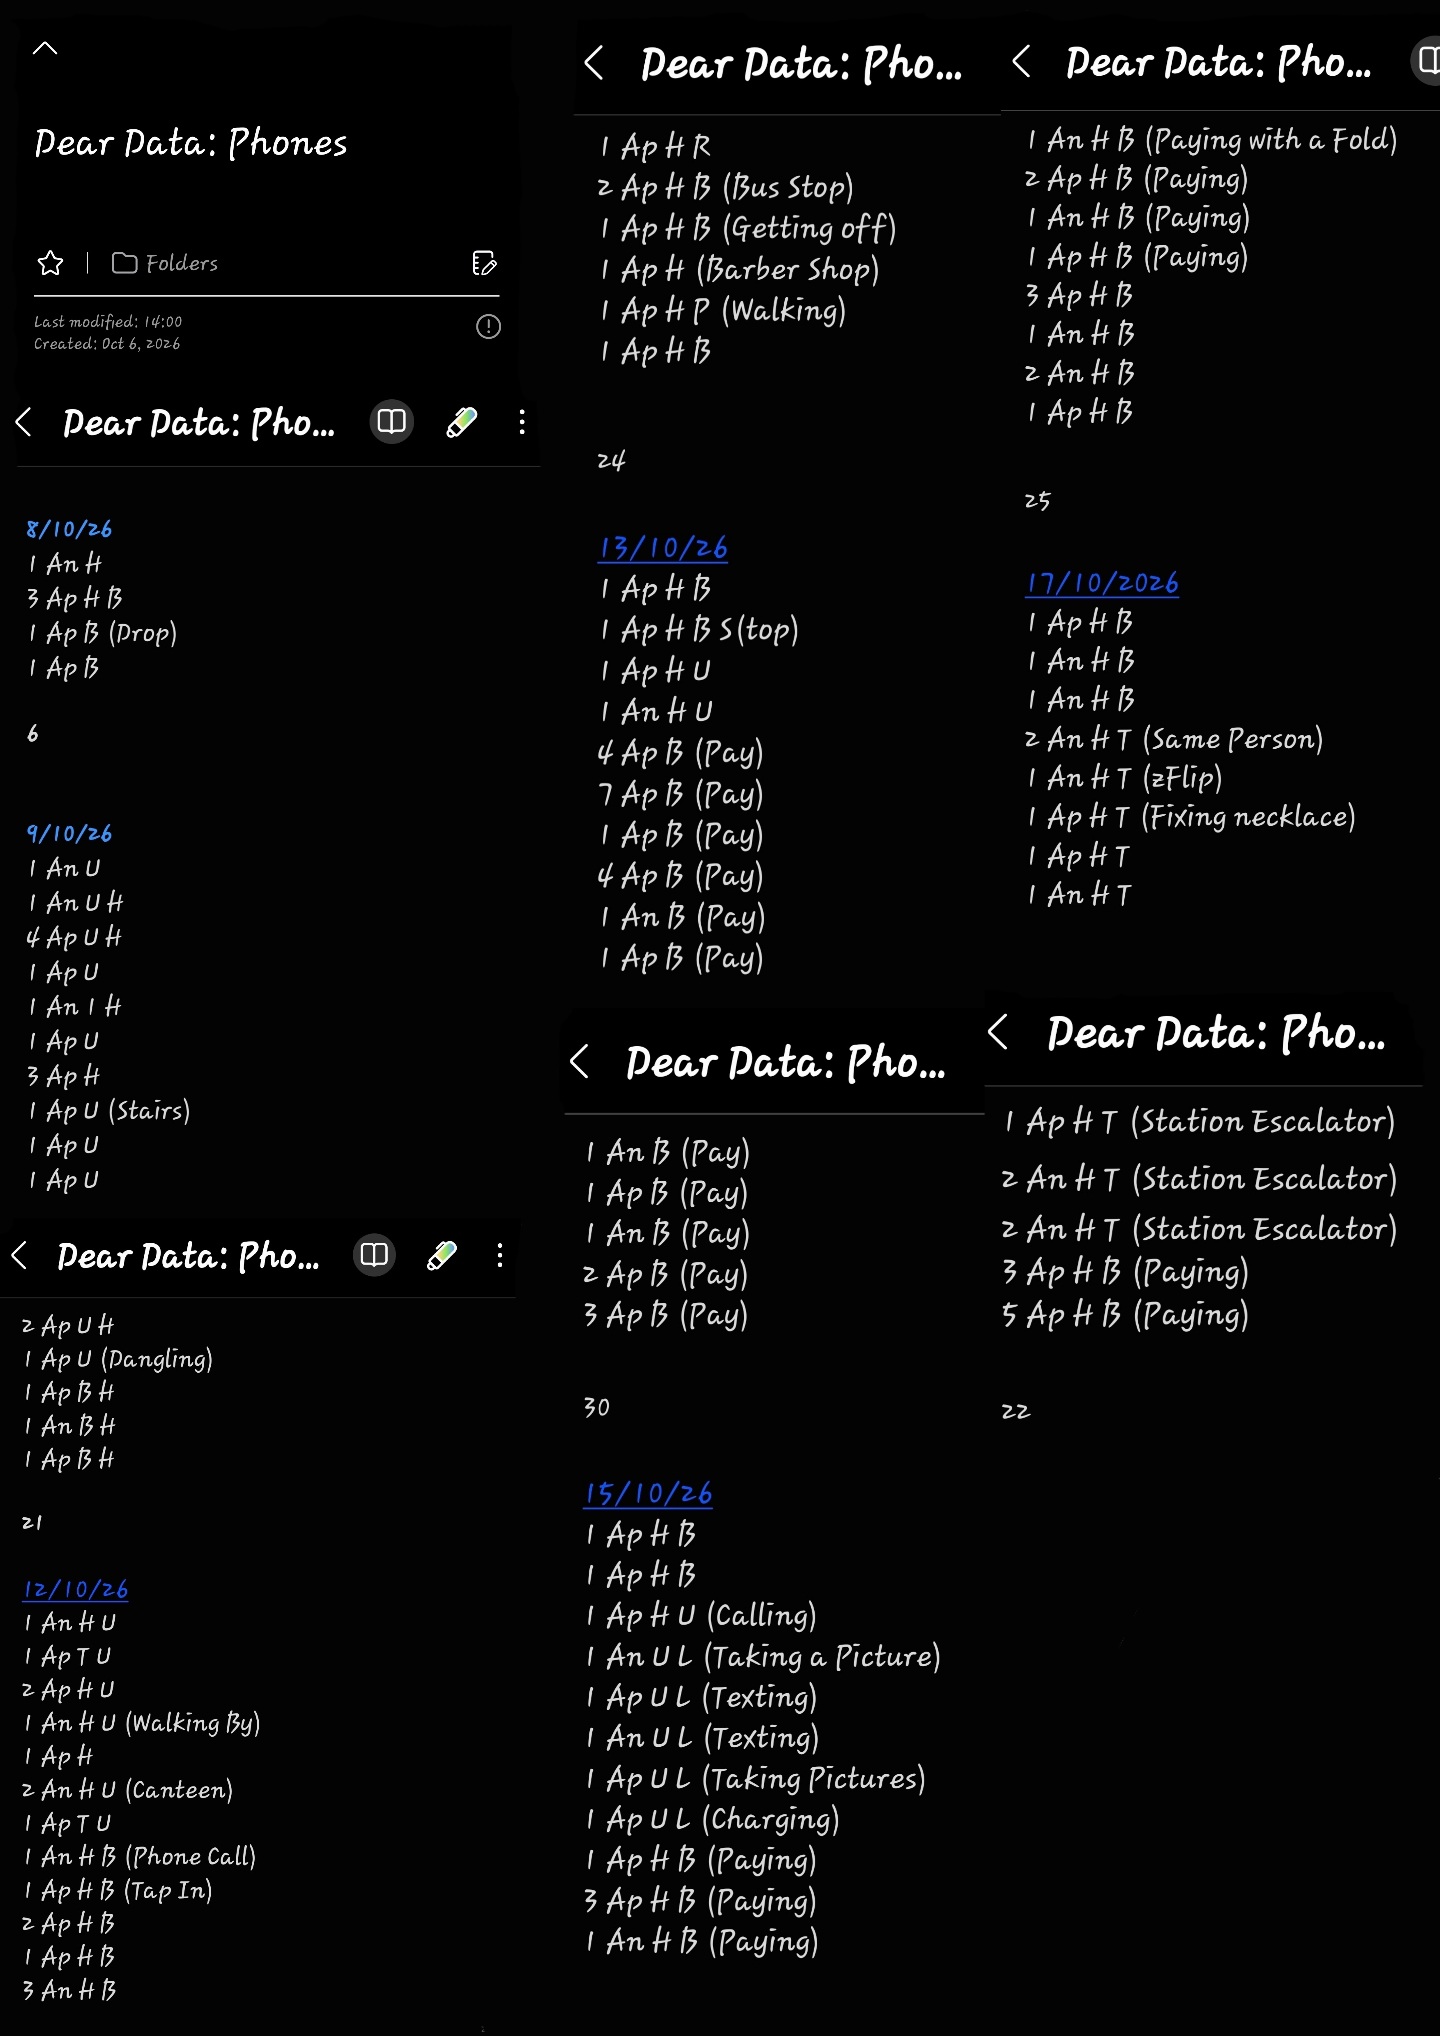 Dear Data: Phones
Folders
Last modified: 14:00
Created: Oct 6, 2026
Dear Data: Pho...
8/10/26
1 An H
3 Ap H B
1 Ap B (Drop)
1 Ap B
6
9/10/26
1 An U
1 An U H
4 Ap U H
1 Ap U
1 An I H
1 Ap U
3 Ap H
1 Ap U (Stairs)
1 Ap U
1 Ap U
Dear Data: Pho...
2 Ap U H
1 Ap U (Dangling)
1 Ap B H
1 An B H
1 Ap B H
21
12/10/26
1 An H U
1 Ap T U
2 Ap H U
1 An H U (Walking By)
1 Ap H
2 An H U (Canteen)
1 Ap T U
1 An H B (Phone Call)
1 Ap H B (Tap In)
2 Ap H B
1 Ap H B
3 An H B
Dear Data: Pho...
1 Ap H R
2 Ap H B (Bus Stop)
1 Ap H B (Getting off)
1 Ap H (Barber Shop)
1 Ap H P (Walking)
1 Ap H B
24
13/10/26
1 Ap H B
1 Ap H B S(top)
1 Ap H U
1 An H U
4 Ap B (Pay)
7 Ap B (Pay)
1 Ap B (Pay)
4 Ap B (Pay)
1 An B (Pay)
1 Ap B (Pay)
Dear Data: Pho...
1 An B (Pay)
1 Ap B (Pay)
1 An B (Pay)
2 Ap B (Pay)
3 Ap B (Pay)
30
15/10/26
1 Ap H B
1 Ap H B
1 Ap H U (Calling)
1 An U L (Taking a Picture)
1 Ap U L (Texting)
1 An U L (Texting)
1 Ap U L (Taking Pictures)
1 Ap U L (Charging)
1 Ap H B (Paying)
3 Ap H B (Paying)
1 An H B (Paying)
Dear Data: Pho...
1 An H B (Paying with a Fold)
2 Ap H B (Paying)
1 An H B (Paying)
1 Ap H B (Paying)
3 Ap H B
1 An H B
2 An H B
1 Ap H B
25
17/10/2026
1 Ap H B
1 An H B
1 An H B
2 An H T (Same Person)
1 An H T (zFlip)
1 Ap H T (Fixing necklace)
1 Ap H T
1 An H T
Dear Data: Pho...
1 Ap H T (Station Escalator)
2 An H T (Station Escalator)
2 An H T (Station Escalator)
3 Ap H B (Paying)
5 Ap H B (Paying)
22